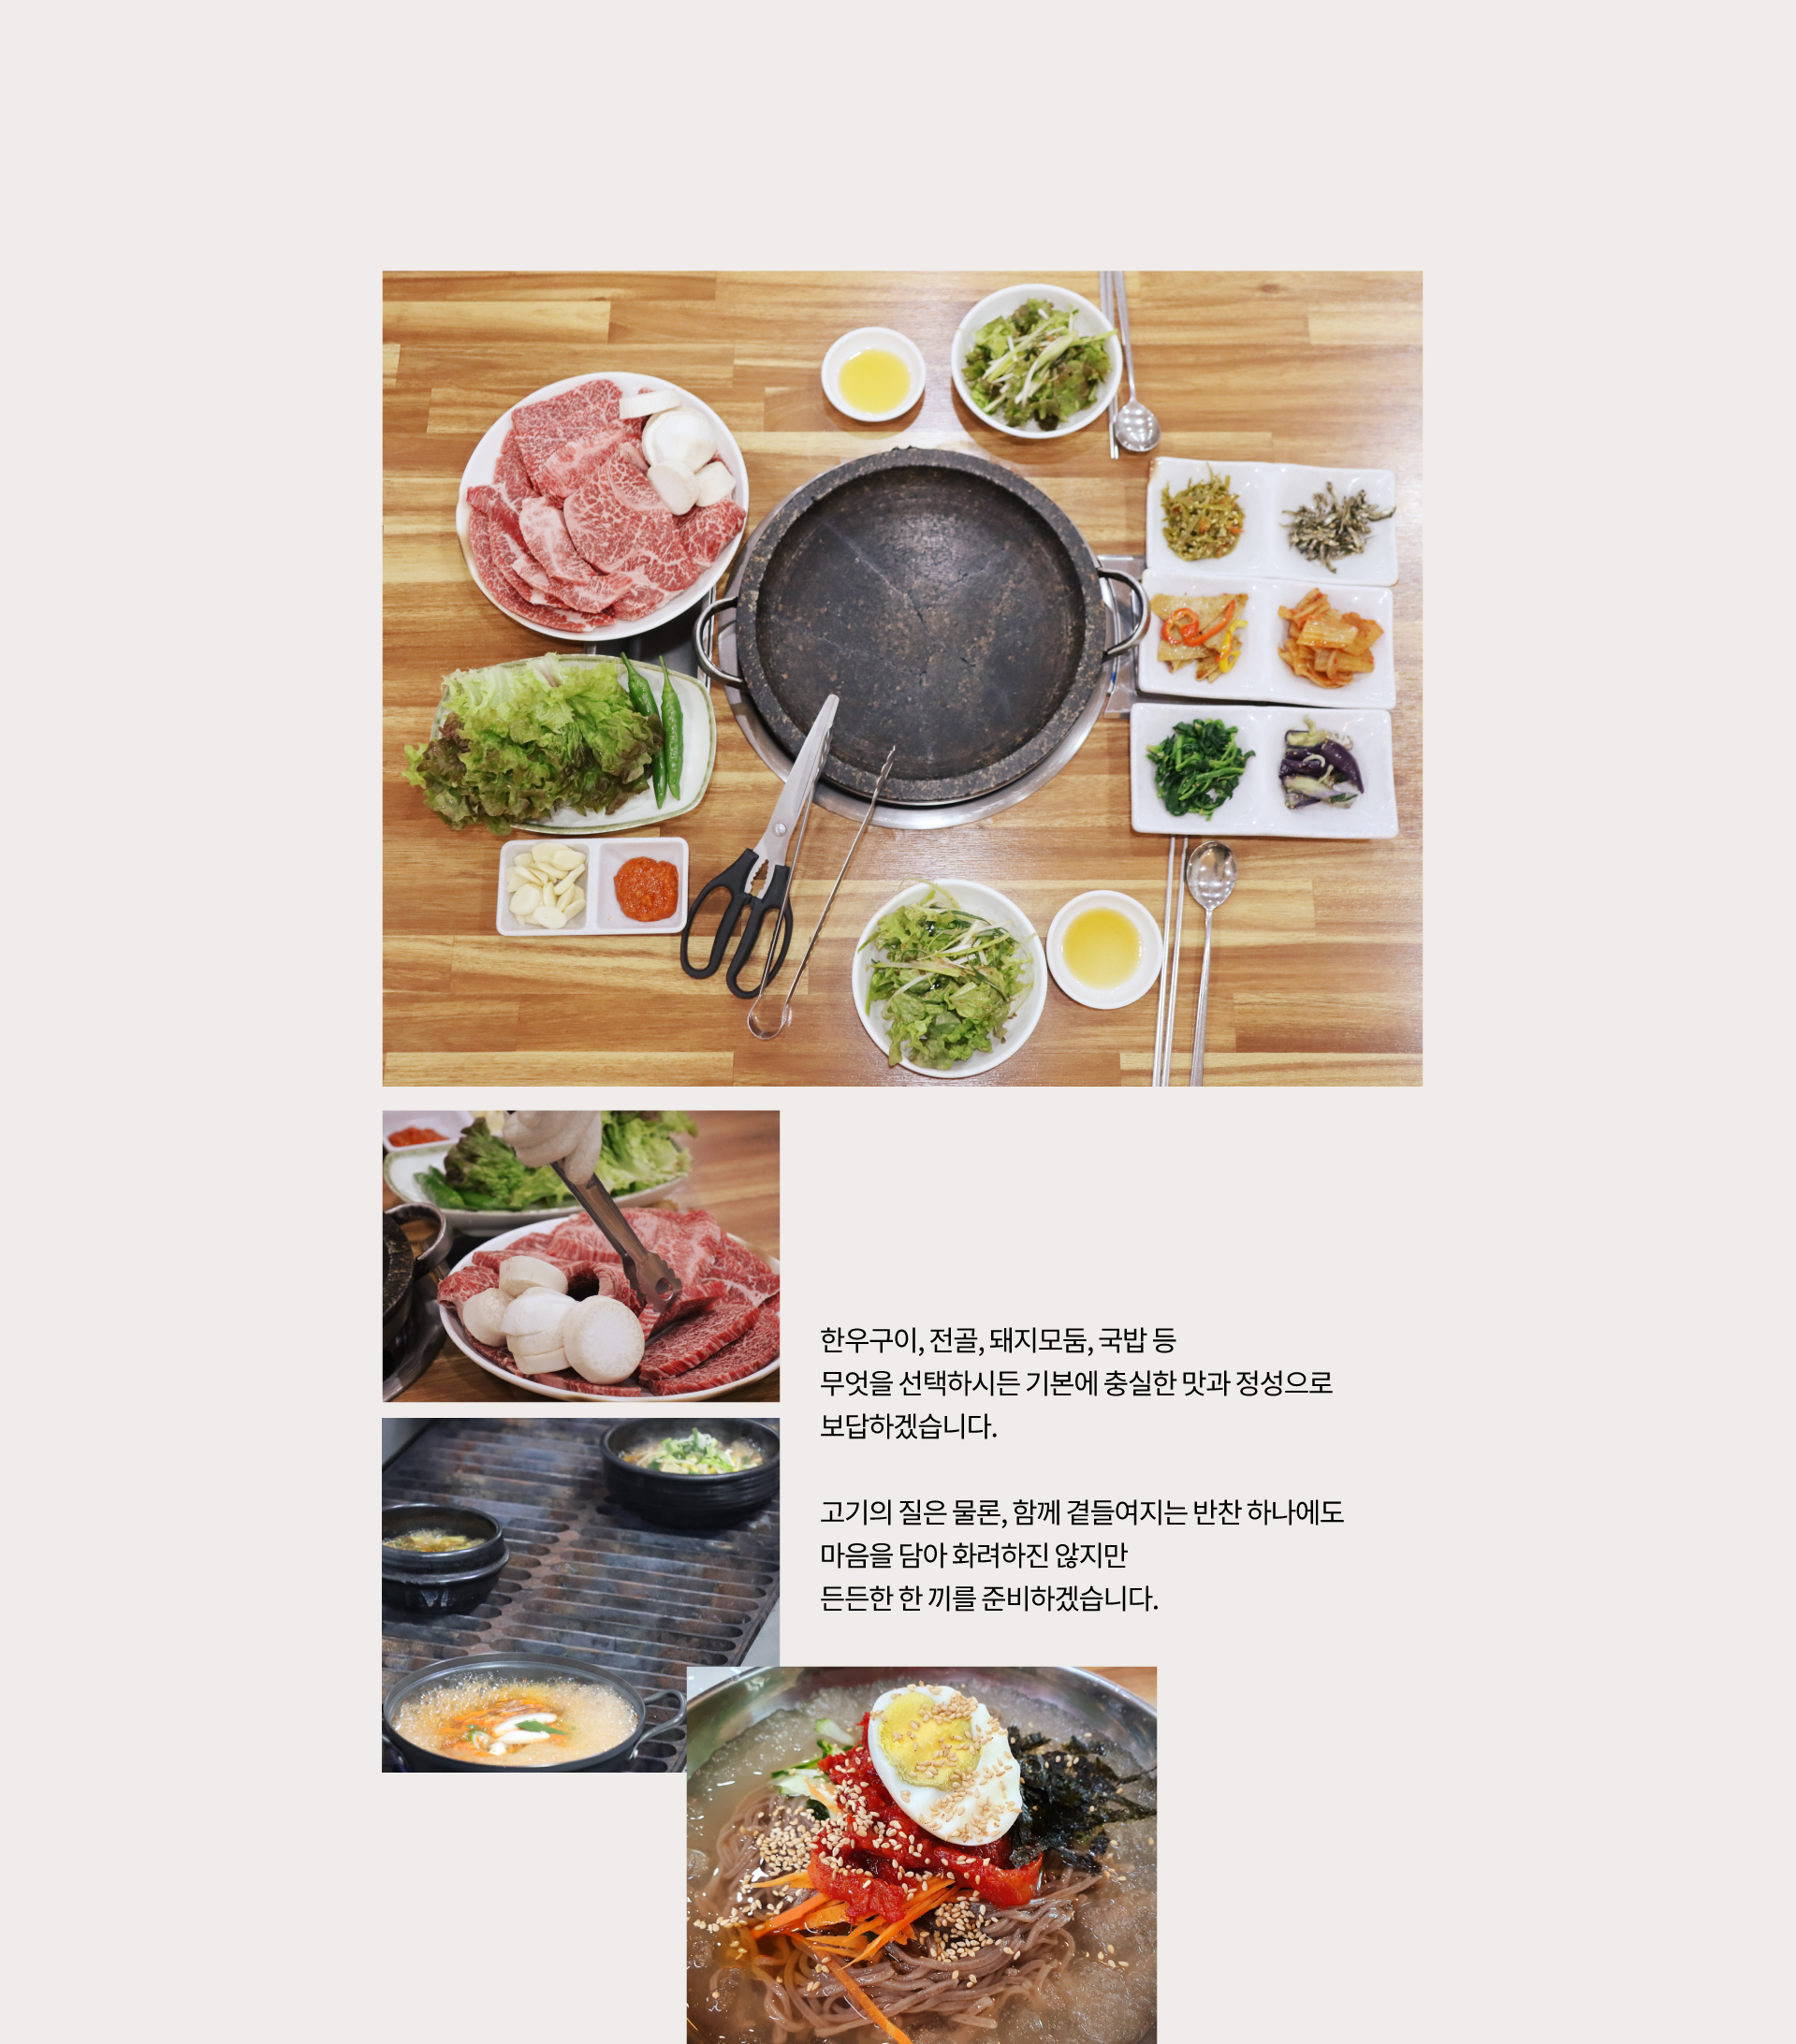 한우구이, 전골, 돼지모둠, 국밥 등
무엇을 선택하시든 기본에 충실한 맛과 정성으로
보답하겠습니다.
고기의 질은 물론, 함께 곁들여지는 반찬 하나에도
마음을 담아 화려하진 않지만
든든한 한 끼를 준비하겠습니다.